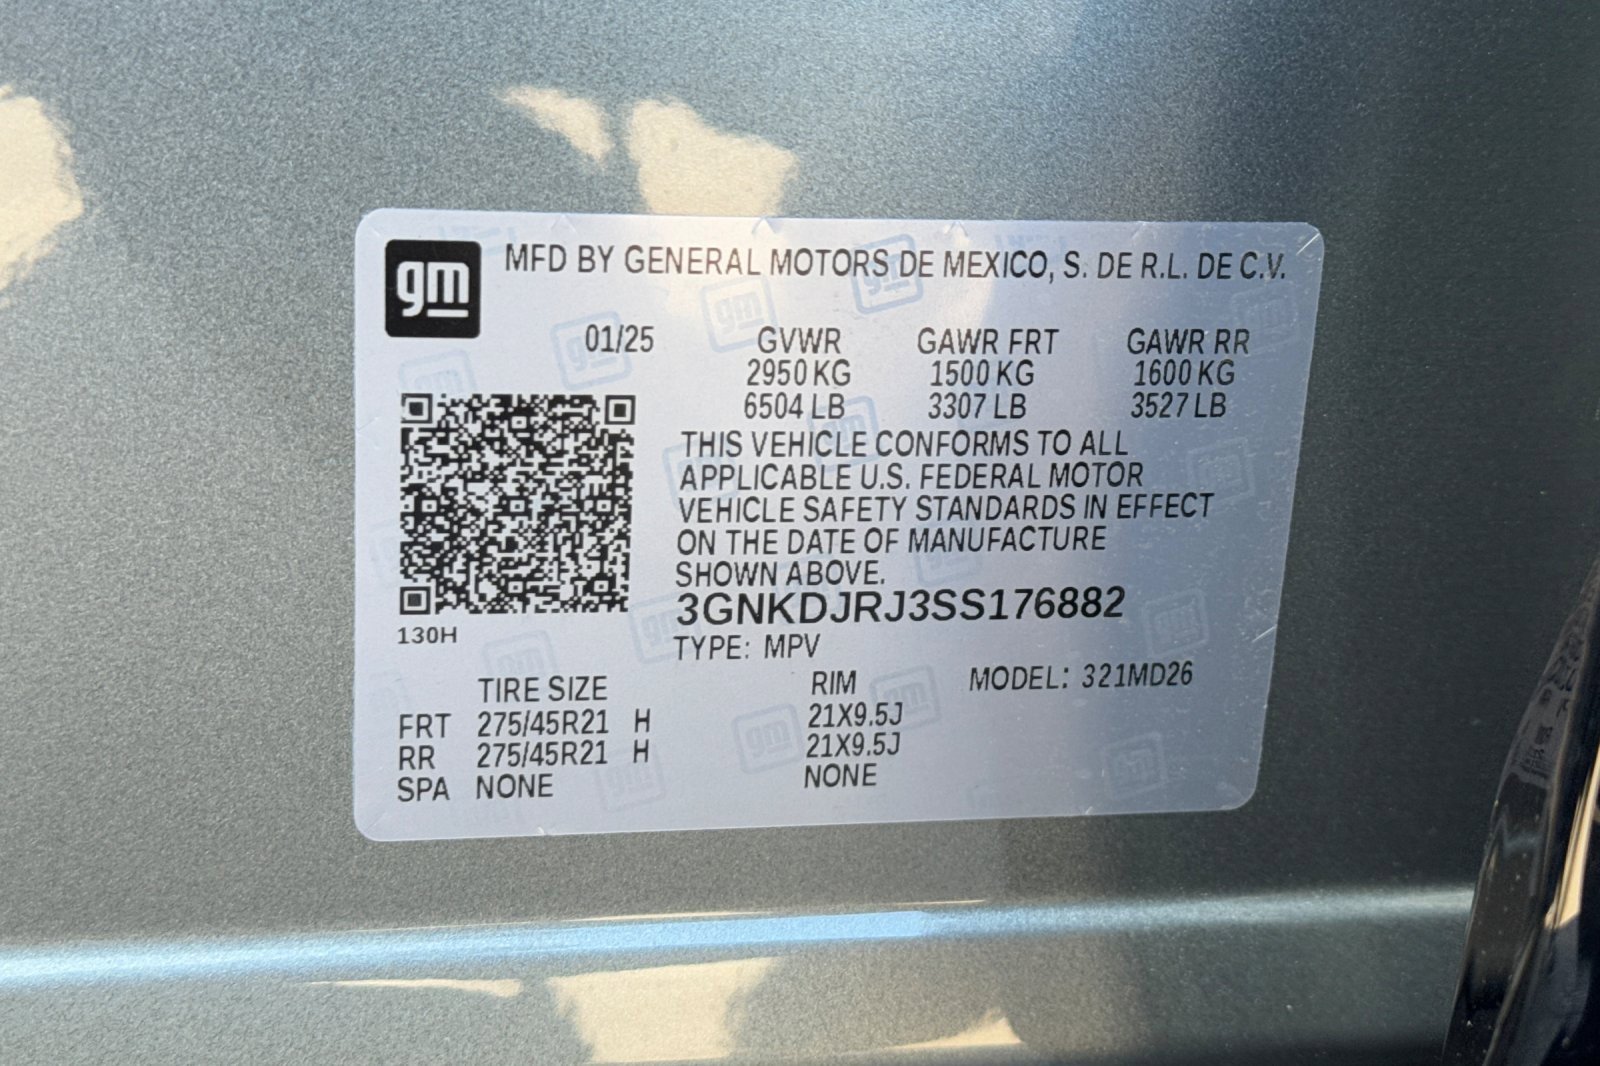 gm
MFD BY GENERAL MOTORS DE MEXICO, S. DE R.L. DE C.V.
01/25 GVWR GAWR FRT GAWR RR
2950 KG 1500 KG 1600 KG
6504 LB 3307 LB 3527 LB
THIS VEHICLE CONFORMS TO ALL
APPLICABLE U.S. FEDERAL MOTOR
VEHICLE SAFETY STANDARDS IN EFFECT
ON THE DATE OF MANUFACTURE
SHOWN ABOVE.
3GNKDJRJ3SS176882
130H
TYPE: MPV
TIRE SIZE RIM MODEL: 321MD26
FRT 275/45R21 H 21X9.5J
RR 275/45R21 H 21X9.5J
SPA NONE NONE